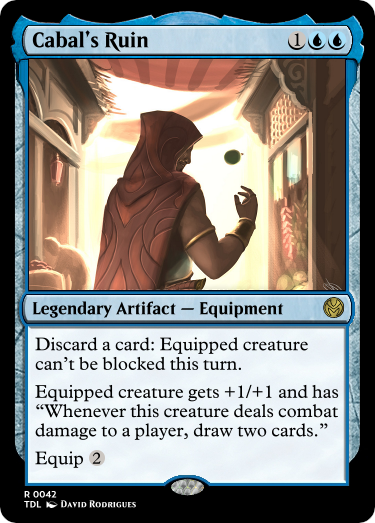 Cabal's Ruin 1
Legendary Artifact — Equipment
Discard a card: Equipped creature
can't be blocked this turn.
Equipped creature gets +1/+1 and has
“Whenever this creature deals combat
damage to a player, draw two cards.”
Equip 2
R 0042
TDL David Rodrigues